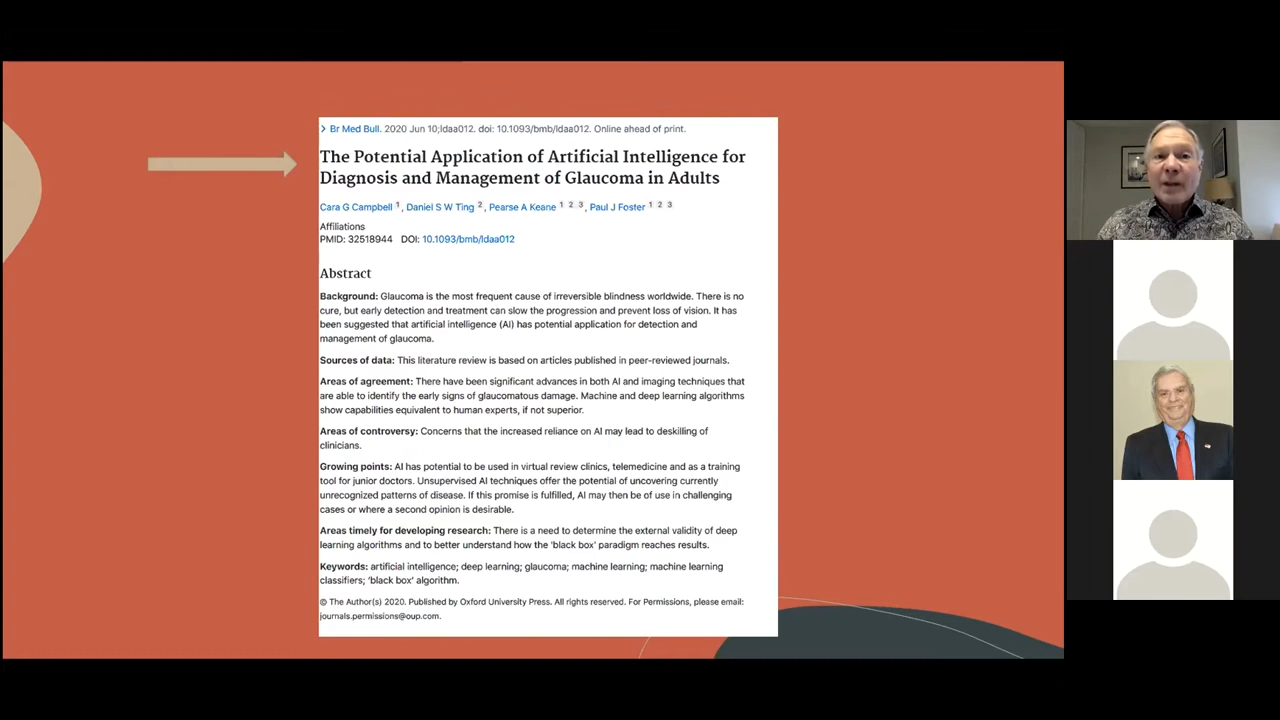 > Br Med Bull. 2020 Jun 10;ldaa012. doi: 10.1093/bmb/ldaa012. Online ahead of print.
The Potential Application of Artificial Intelligence for
Diagnosis and Management of Glaucoma in Adults
Cara G Campbell 1, Daniel S W Ting 2, Pearse A Keane 1 2 3, Paul J Foster 1 2 3
Affiliations
PMID: 32518944 DOI: 10.1093/bmb/ldaa012
Abstract
Background: Glaucoma is the most frequent cause of irreversible blindness worldwide. There is no
cure, but early detection and treatment can slow the progression and prevent loss of vision. It has
been suggested that artificial intelligence (AI) has potential application for detection and
management of glaucoma.
Sources of data: This literature review is based on articles published in peer-reviewed journals.
Areas of agreement: There have been significant advances in both AI and imaging techniques that
are able to identify the early signs of glaucomatous damage. Machine and deep learning algorithms
show capabilities equivalent to human experts, if not superior.
Areas of controversy: Concerns that the increased reliance on AI may lead to deskilling of
clinicians.
Growing points: AI has potential to be used in virtual review clinics, telemedicine and as a training
tool for junior doctors. Unsupervised AI techniques offer the potential of uncovering currently
unrecognized patterns of disease. If this promise is fulfilled, AI may then be of use in challenging
cases or where a second opinion is desirable.
Areas timely for developing research: There is a need to determine the external validity of deep
learning algorithms and to better understand how the 'black box' paradigm reaches results.
Keywords: artificial intelligence; deep learning; glaucoma; machine learning; machine learning
classifiers; 'black box' algorithm.
© The Author(s) 2020. Published by Oxford University Press. All rights reserved. For Permissions, please email:
journals.permissions@oup.com.